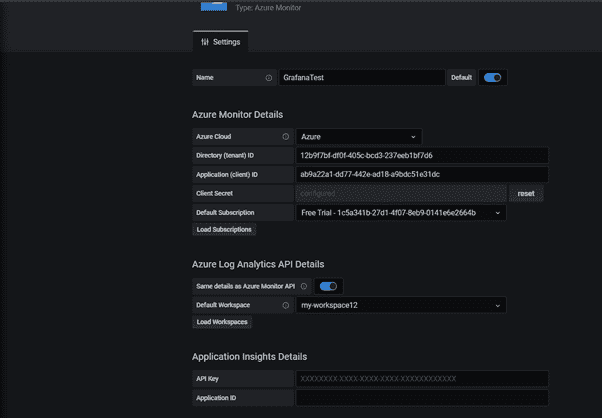 Type: Azure Monitor
Settings
Name GrafanaTest Default
Azure Monitor Details
Azure Cloud Azure
Directory (tenant) ID 12b9f7bf-df0f-405c-bcd3-237eeb1bf7d6
Application (client) ID ab9a22a1-dd77-442e-ad18-a9bdc51e31dc
Client Secret configured reset
Default Subscription Free Trial - 1c5a341b-27d1-4f07-8eb9-0141e6e2664b
Load Subscriptions
Azure Log Analytics API Details
Same details as Azure Monitor API
Default Workspace my-workspace12
Load Workspaces
Application Insights Details
API Key XXXXXXXX-XXXX-XXXX-XXXX-XXXXXXXXXXXX
Application ID